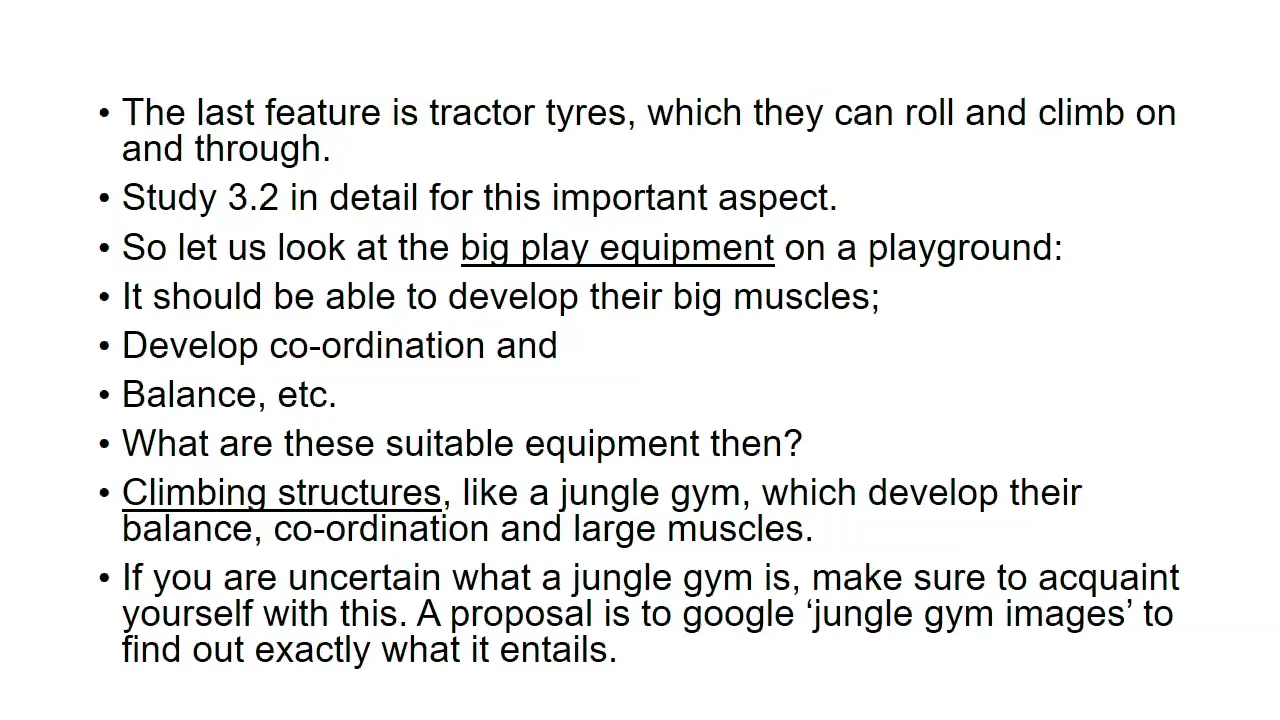 • The last feature is tractor tyres, which they can roll and climb on
and through.
• Study 3.2 in detail for this important aspect.
• So let us look at the big play equipment on a playground:
• It should be able to develop their big muscles;
• Develop co-ordination and
• Balance, etc.
• What are these suitable equipment then?
• Climbing structures, like a jungle gym, which develop their
balance, co-ordination and large muscles.
• If you are uncertain what a jungle gym is, make sure to acquaint
yourself with this. A proposal is to google ‘jungle gym images’ to
find out exactly what it entails.